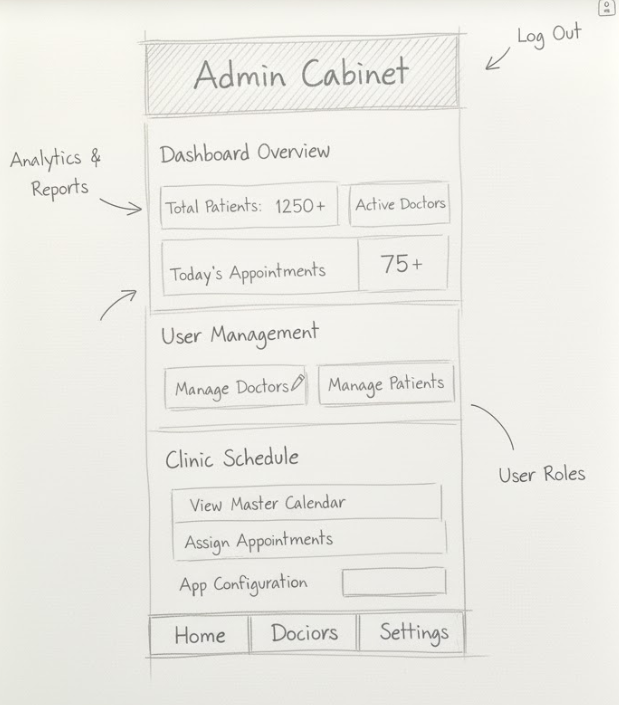 Log Out
Admin Cabinet
Dashboard Overview
Analytics &
Reports
Total Patients: 1250+
Active Doctors
Today's Appointments
75+
User Management
Manage Doctors
Manage Patients
User Roles
Clinic Schedule
View Master Calendar
Assign Appointments
App Configuration
Home
Dociors
Settings